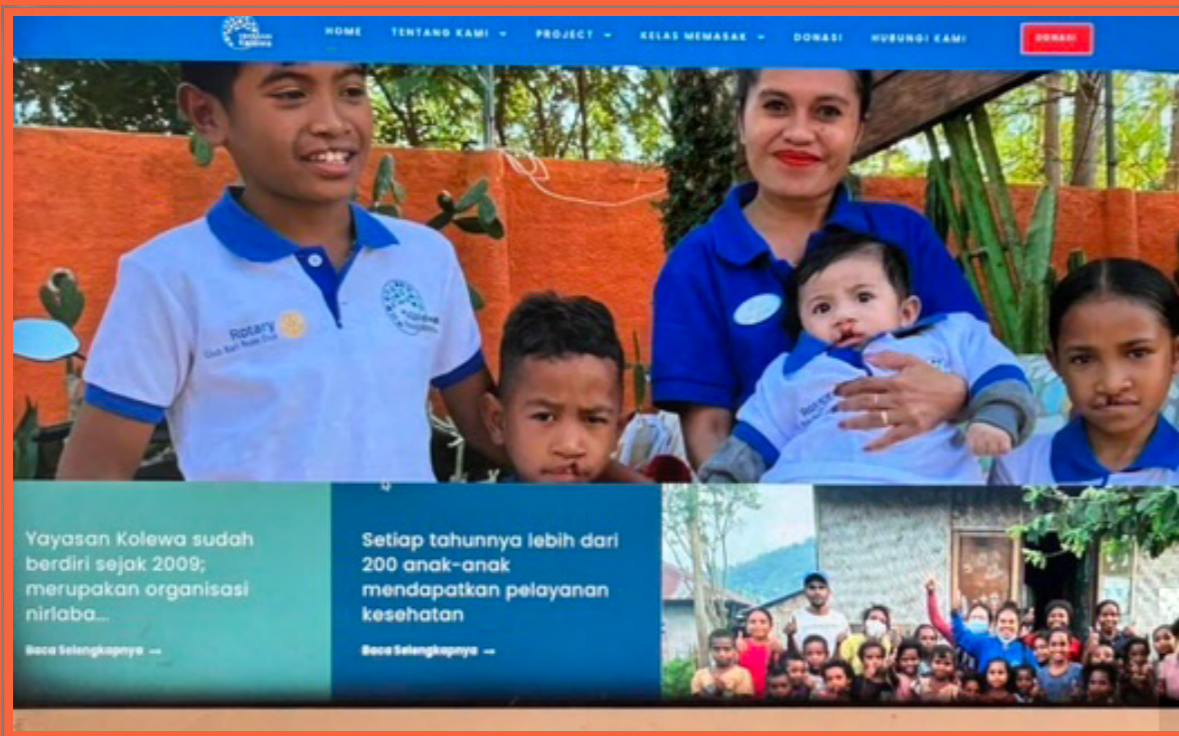 HOME
TENTANG KAMI
PROJECT
KELAS MEMASAK
DONASI
HUBUNGI KAMI
DONASI
Rotary
Yayasan Kolewa sudah
berdiri sejak 2009;
merupakan organisasi
nirlaba...
Baca Selengkapnya →
Setiap tahunnya lebih dari
200 anak-anak
mendapatkan pelayanan
kesehatan
Baca Selengkapnya →